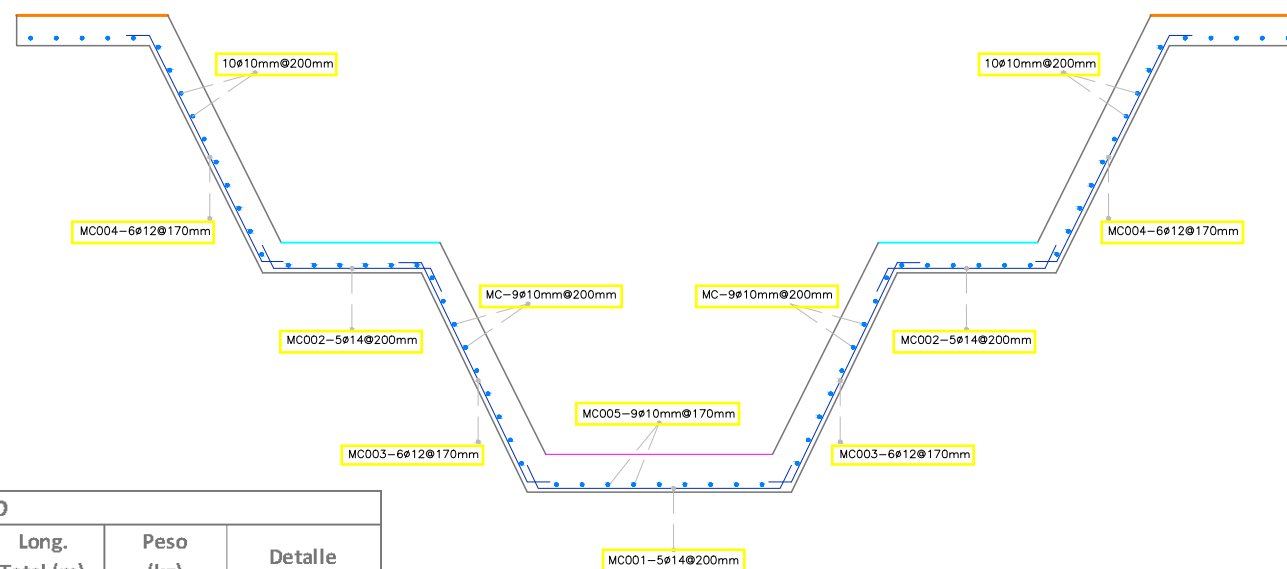 10ø10mm@200mm
10ø10mm@200mm
MC004-6ø12@170mm
MC004-6ø12@170mm
MC-9ø10mm@200mm
MC-9ø10mm@200mm
MC002-5ø14@200mm
MC002-5ø14@200mm
MC005-9ø10mm@170mm
MC003-6ø12@170mm
MC003-6ø12@170mm
MC001-5ø14@200mm
O
Long.
Peso
Detalle